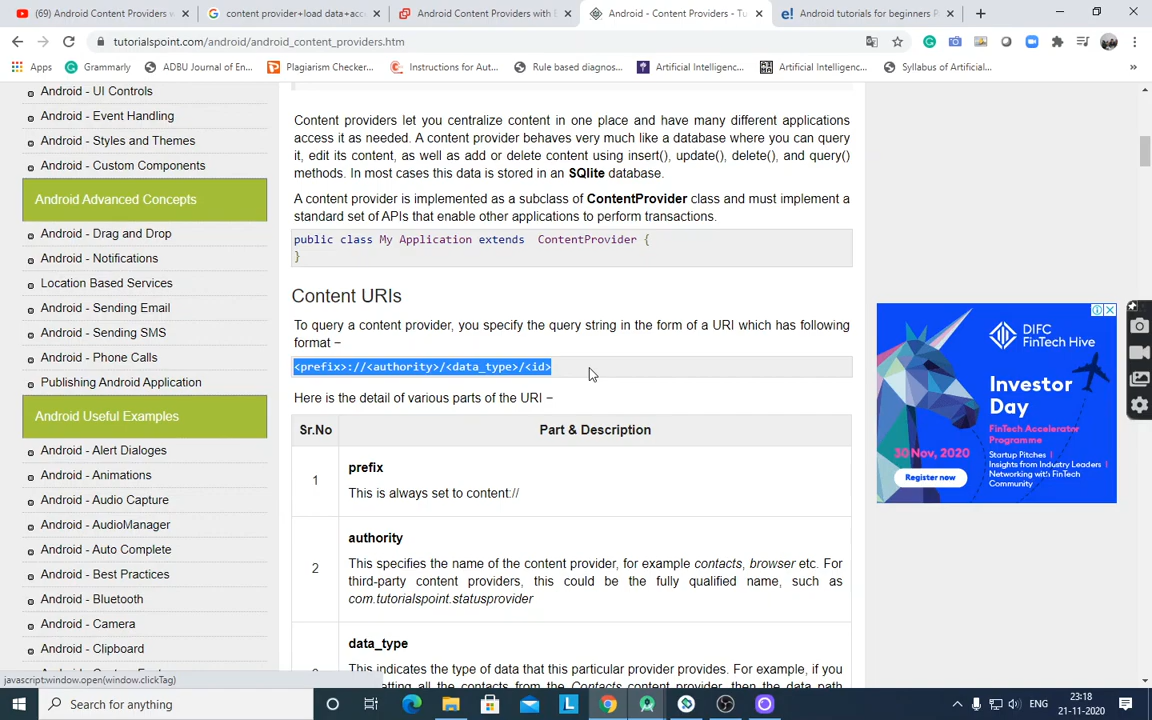 (69) Android Content Providers w
content provider+load data+acc
Android Content Providers with E
Android - Content Providers - Tu
Android tutorials for beginners P
tutorialspoint.com/android/android_content_providers.htm
Apps
Grammarly
ADBU Journal of En...
Plagiarism Checker...
Instructions for Aut...
Rule based diagnos...
Artificial Intelligenc...
Artificial Intelligenc...
Syllabus of Artificial...
Android - UI Controls
Android - Event Handling
Android - Styles and Themes
Android - Custom Components
Android Advanced Concepts
Android - Drag and Drop
Android - Notifications
Location Based Services
Android - Sending Email
Android - Sending SMS
Android - Phone Calls
Publishing Android Application
Android Useful Examples
Android - Alert Dialoges
Android - Animations
Android - Audio Capture
Android - AudioManager
Android - Auto Complete
Android - Best Practices
Android - Bluetooth
Android - Camera
Android - Clipboard
javascript:window.open(window.clickTag)
Content providers let you centralize content in one place and have many different applications
access it as needed. A content provider behaves very much like a database where you can query
it, edit its content, as well as add or delete content using insert(), update(), delete(), and query()
methods. In most cases this data is stored in an SQlite database.
A content provider is implemented as a subclass of ContentProvider class and must implement a
standard set of APIs that enable other applications to perform transactions.
public class My Application extends  ContentProvider {
}
Content URIs
To query a content provider, you specify the query string in the form of a URI which has following
format −
<prefix>://<authority>/<data_type>/<id>
Here is the detail of various parts of the URI −
Sr.No
Part & Description
1
prefix
This is always set to content://
2
authority
This specifies the name of the content provider, for example contacts, browser etc. For
third-party content providers, this could be the fully qualified name, such as
com.tutorialspoint.statusprovider
data_type
This indicates the type of data that this particular provider provides. For example, if you
DIFC
FinTech Hive
Investor
Day
FinTech Accelerator
Programme
30 Nov, 2020
Startup Pitches |
Insights from Industry Leaders |
Networking with FinTech
Community
Register now
Search for anything
ENG
23:18
21-11-2020